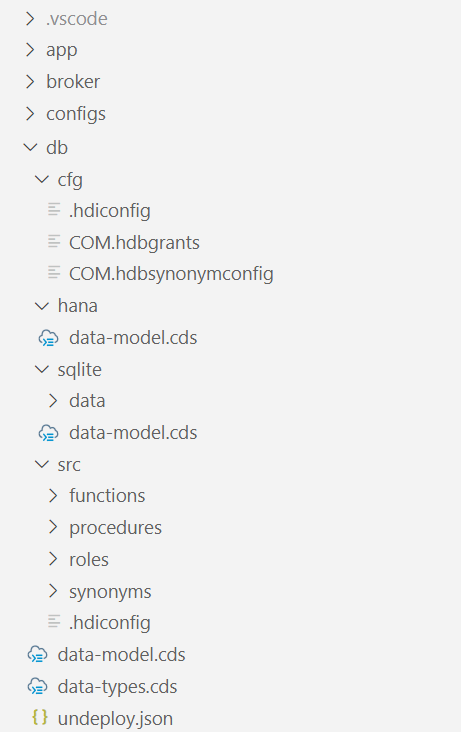 .vscode
app
broker
configs
db
cfg
.hdiconfig
COM.hdbgrants
COM.hdbsynonymconfig
hana
data-model.cds
sqlite
data
data-model.cds
src
functions
procedures
roles
synonyms
.hdiconfig
data-model.cds
data-types.cds
{} undeploy.json